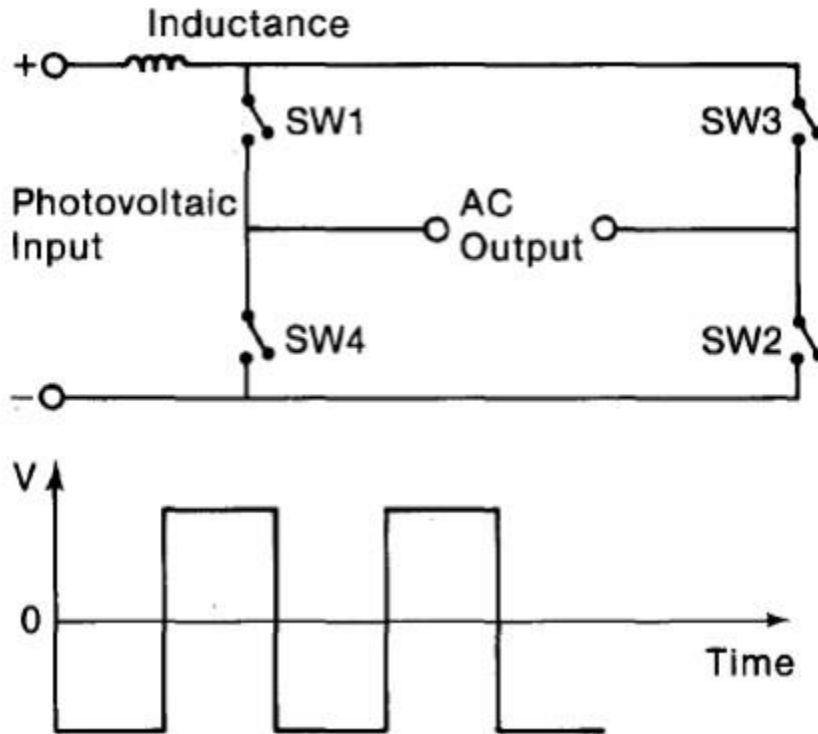 Inductance
+
SW1
SW3
Photovoltaic
Input
AC
Output
SW4
SW2
−
V
0
Time